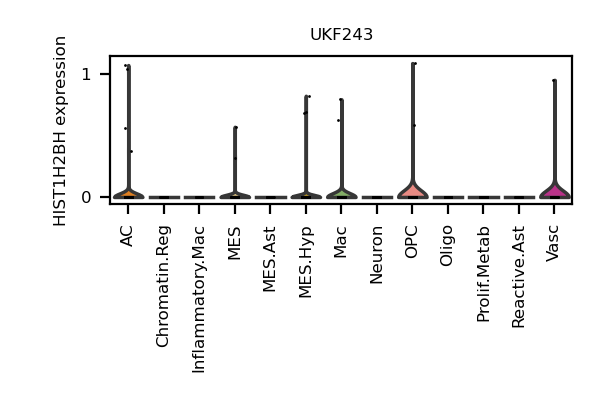 UKF243
HIST1H2BH expression
1
0
AC
Chromatin.Reg
Inflammatory.Mac
MES
MES.Ast
MES.Hyp
Mac
Neuron
OPC
Oligo
Prolif.Metab
Reactive.Ast
Vasc